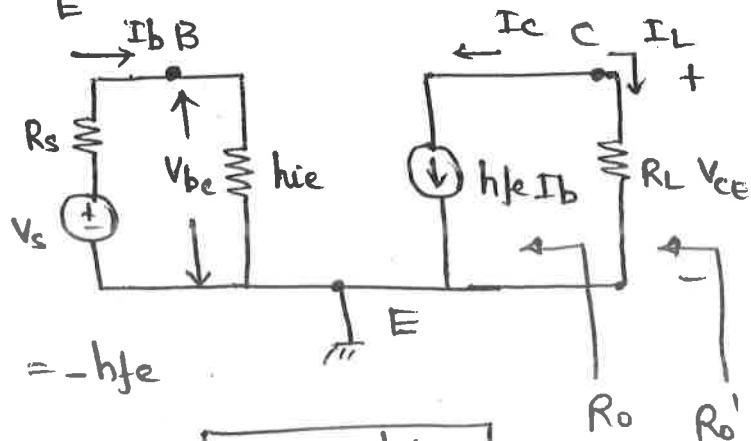 E
Ib B Ic C IL
+
Rs Vbe hie hfe Ib RL VCE
+
-
Vs
-
E
= -hfe
Ro Ro'